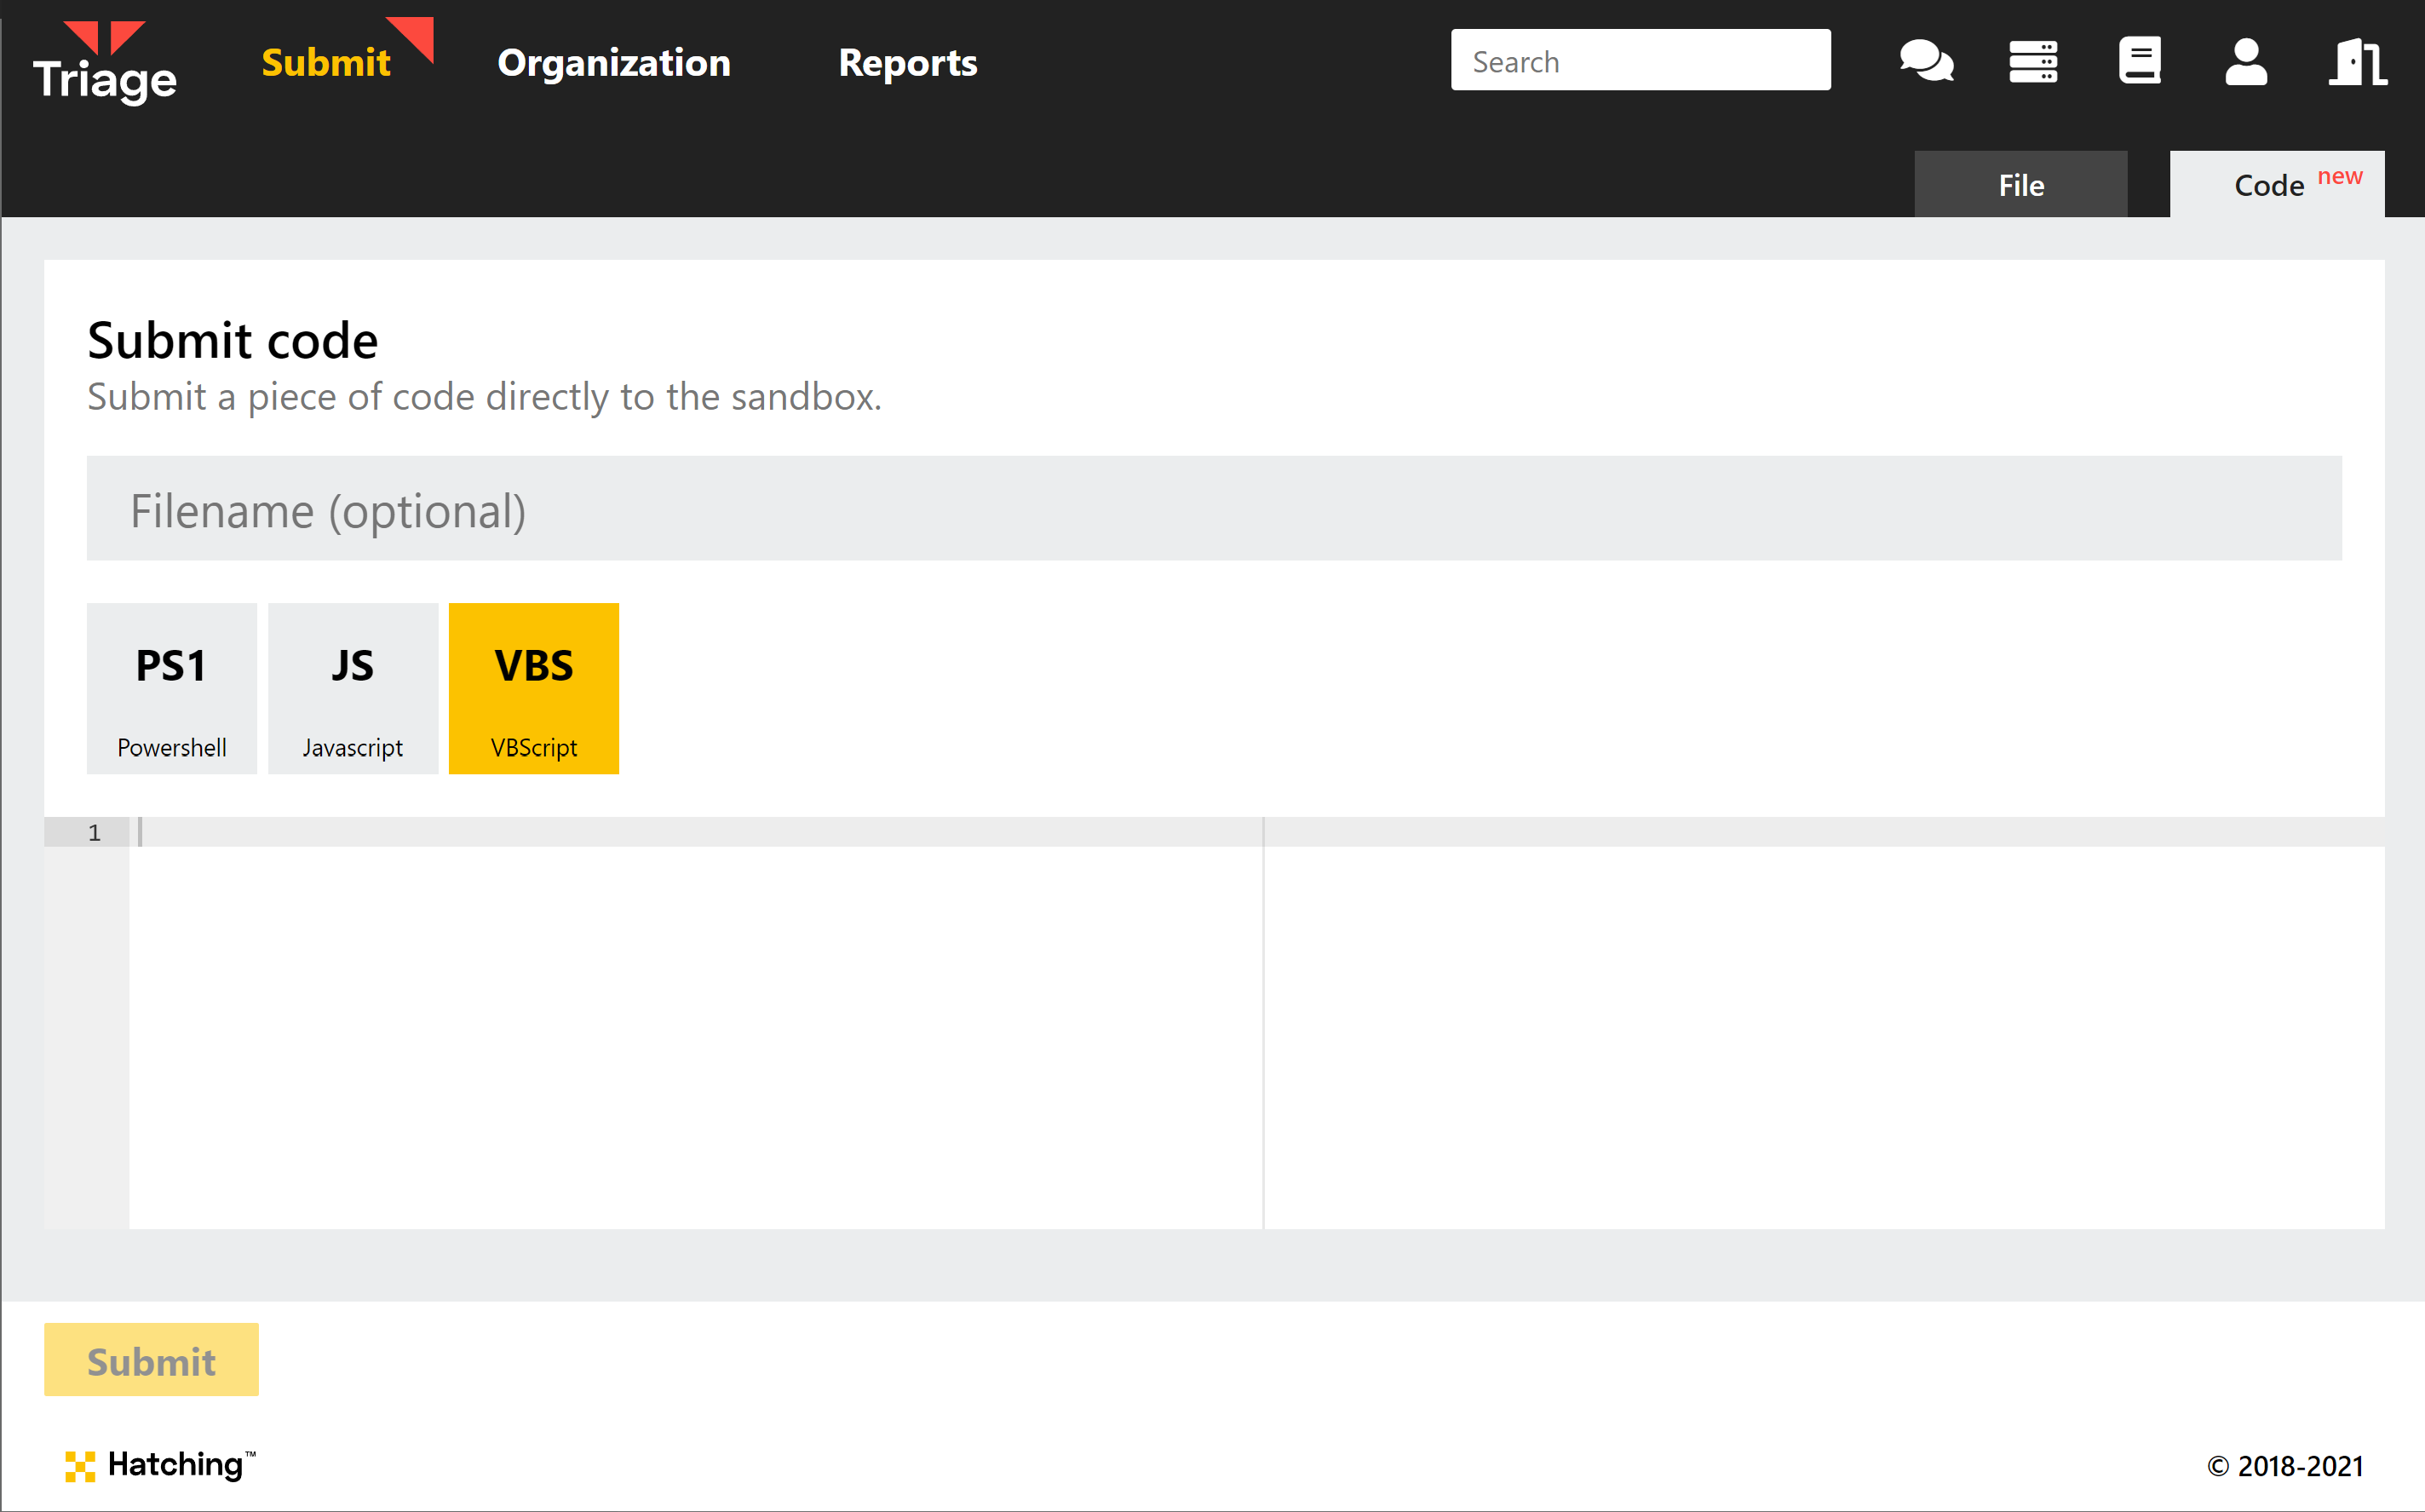 Triage
Submit
Organization
Reports
Search
File
Code new
Submit code
Submit a piece of code directly to the sandbox.
Filename (optional)
PS1
Powershell
JS
Javascript
VBS
VBScript
1
Submit
Hatching™
© 2018-2021